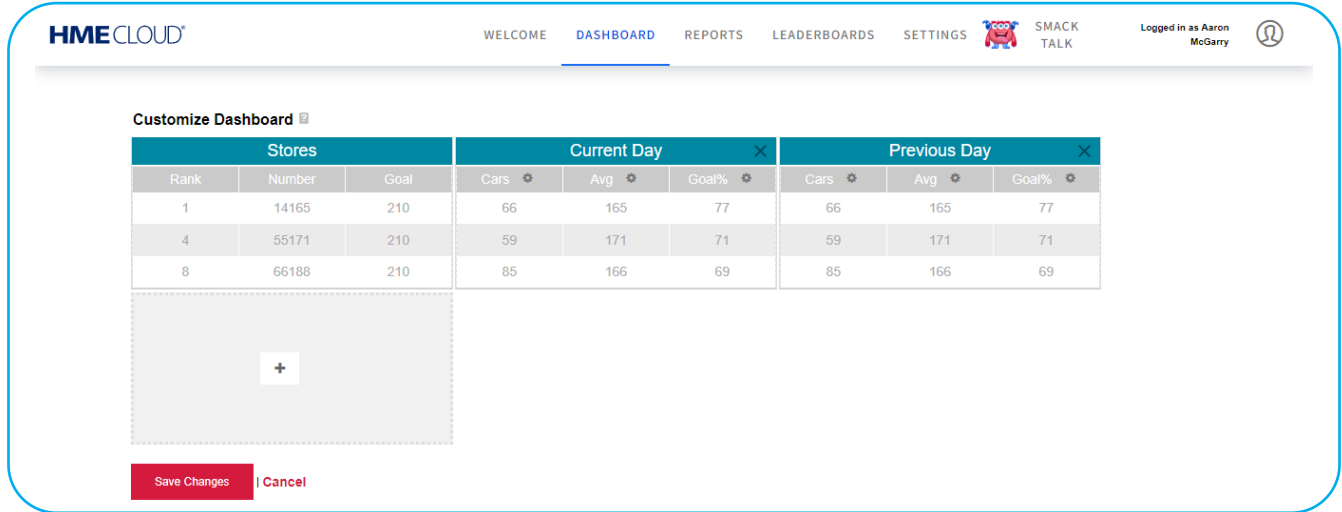 HME CLOUD®
WELCOME DASHBOARD REPORTS LEADERBOARDS SETTINGS SMACK TALK
Logged in as Aaron McGarry
Customize Dashboard ?
Stores Current Day Previous Day
Rank Number Goal Cars Avg Goal% Cars Avg Goal%
1 14165 210 66 165 77 66 165 77
4 55171 210 59 171 71 59 171 71
8 66188 210 85 166 69 85 166 69
+
Save Changes | Cancel